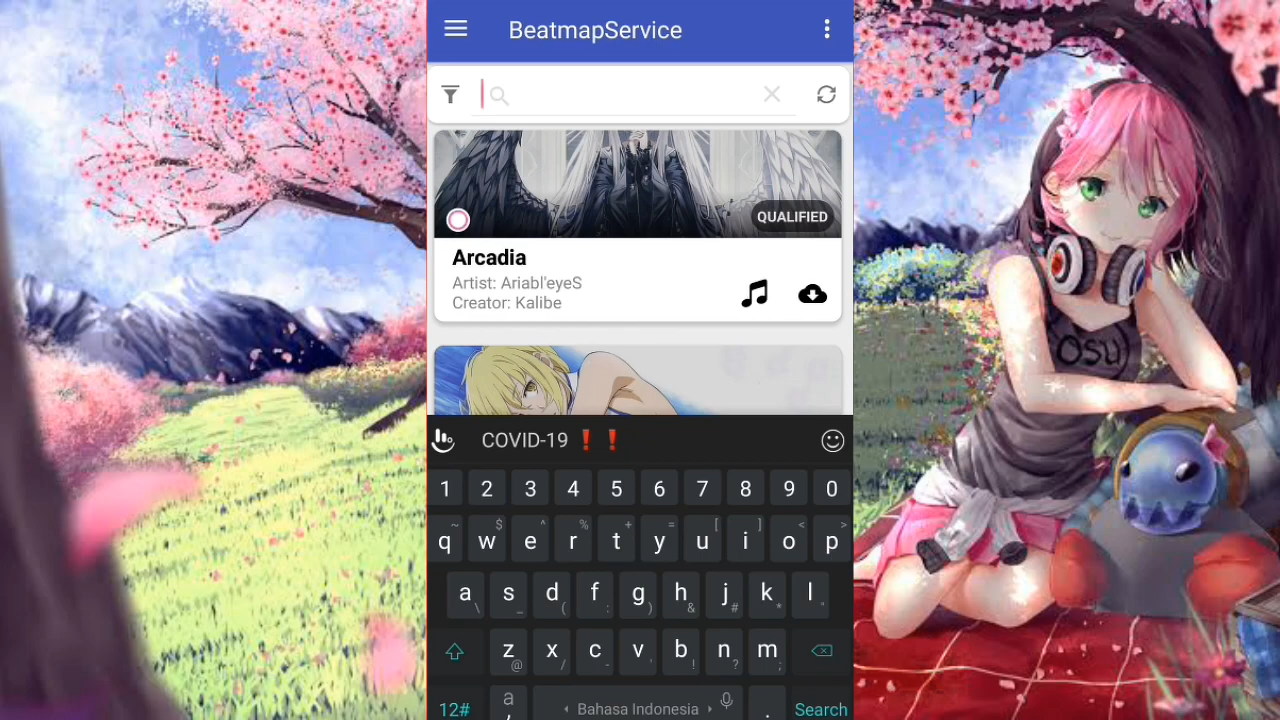 BeatmapService
QUALIFIED
Arcadia
Artist: Ariabl'eyeS
Creator: Kalibe
OSU
COVID-19❗❗
1 2 3 4 5 6 7 8 9 0
~ $ ^ % + = [ ] < >
q w e r t y u i o p
a s d f g h j k l
\ _ ( : ) & # * '
z x c v b n m
@ / - ' ! ? ;
12# a , Bahasa Indonesia . Search